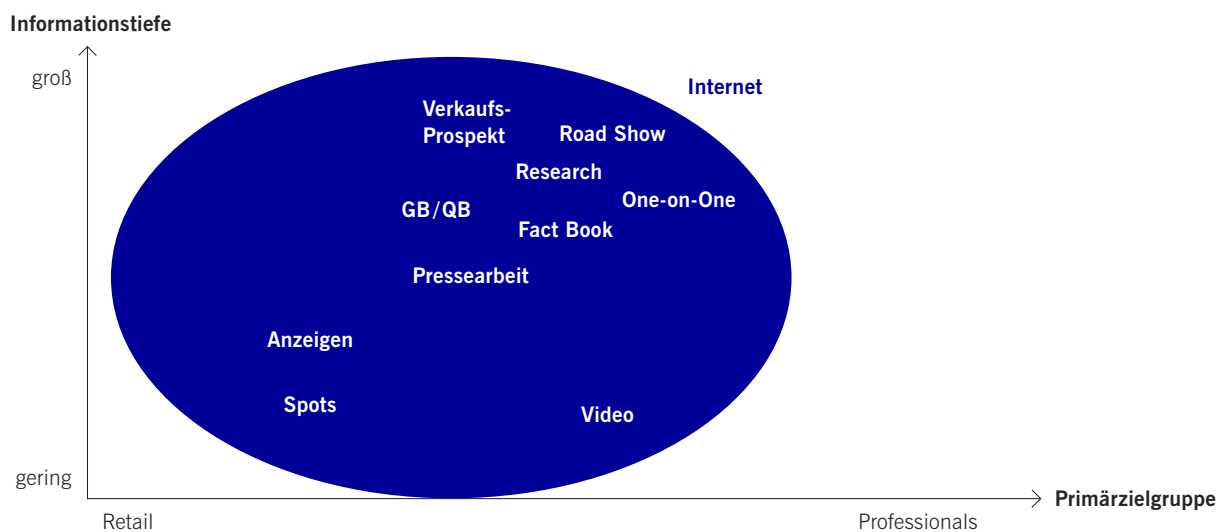 Informationstiefe
groß
Internet
Verkaufs-
Prospekt
Road Show
Research
One-on-One
GB/QB
Fact Book
Pressearbeit
Anzeigen
Spots
Video
gering
Primärzielgruppe
Retail
Professionals